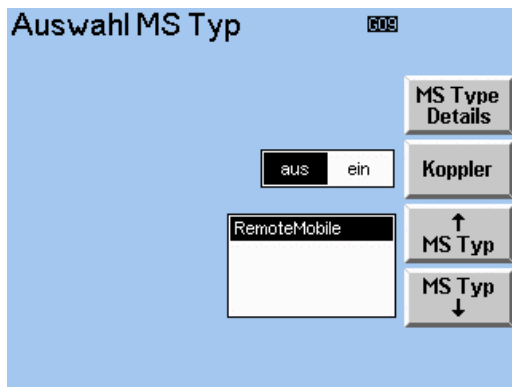 Auswahl MS Typ
G09
MS Type
Details
aus ein
Koppler
RemoteMobile
↑
MS Typ
MS Typ
↓